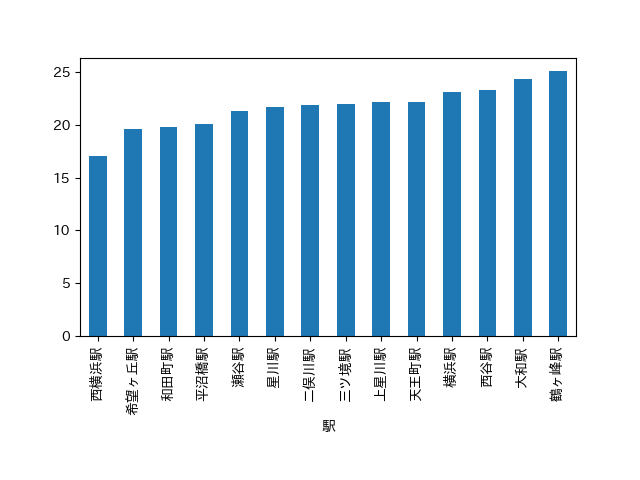 25
20
15
10
5
0
西横浜駅
希望ヶ丘駅
和田町駅
平沼橋駅
瀬谷駅
星川駅
二俣川駅
三ツ境駅
上星川駅
天王町駅
横浜駅
西谷駅
大和駅
鶴ヶ峰駅
駅